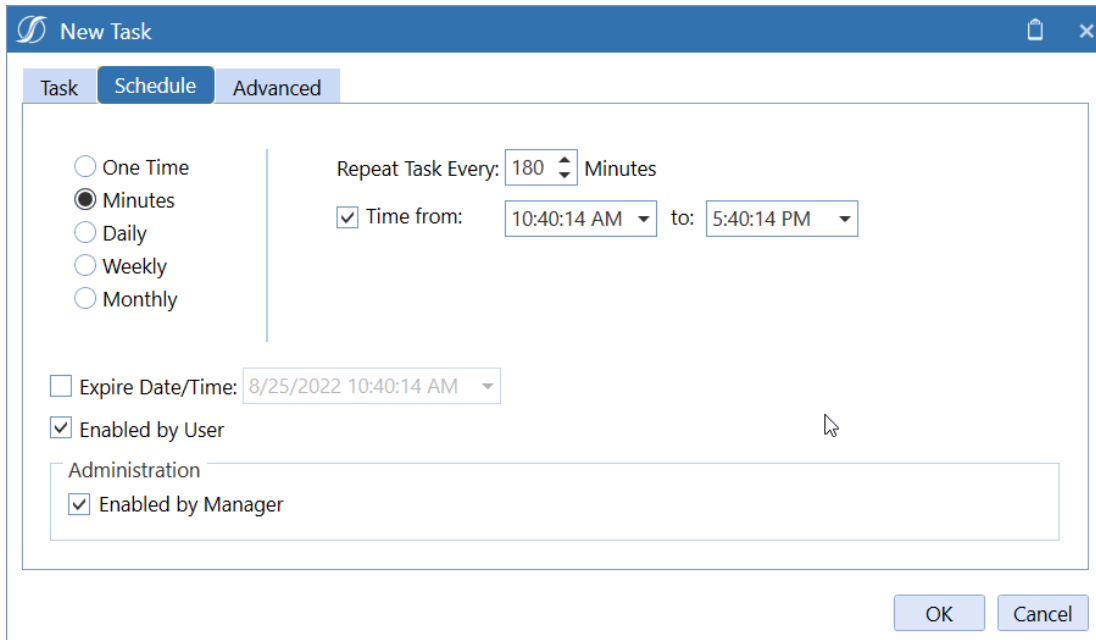 New Task
Task Schedule Advanced
One Time
Minutes
Daily
Weekly
Monthly
Repeat Task Every: 180 Minutes
Time from: 10:40:14 AM to: 5:40:14 PM
Expire Date/Time: 8/25/2022 10:40:14 AM
Enabled by User
Administration
Enabled by Manager
OK Cancel